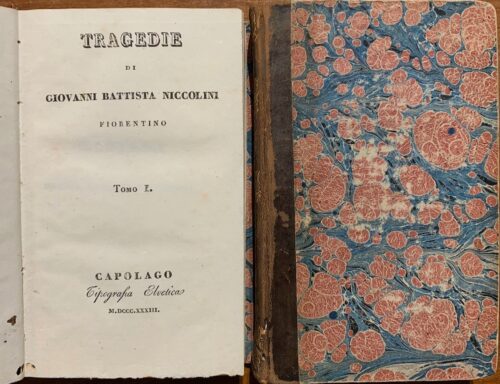 TRAGEDIE
DI
GIOVANNI BATTISTA NICCOLINI
FIORENTINO
Tomo I.
CAPOLAGO
Tipografia Elvetica
M.DCCC.XXXIII.